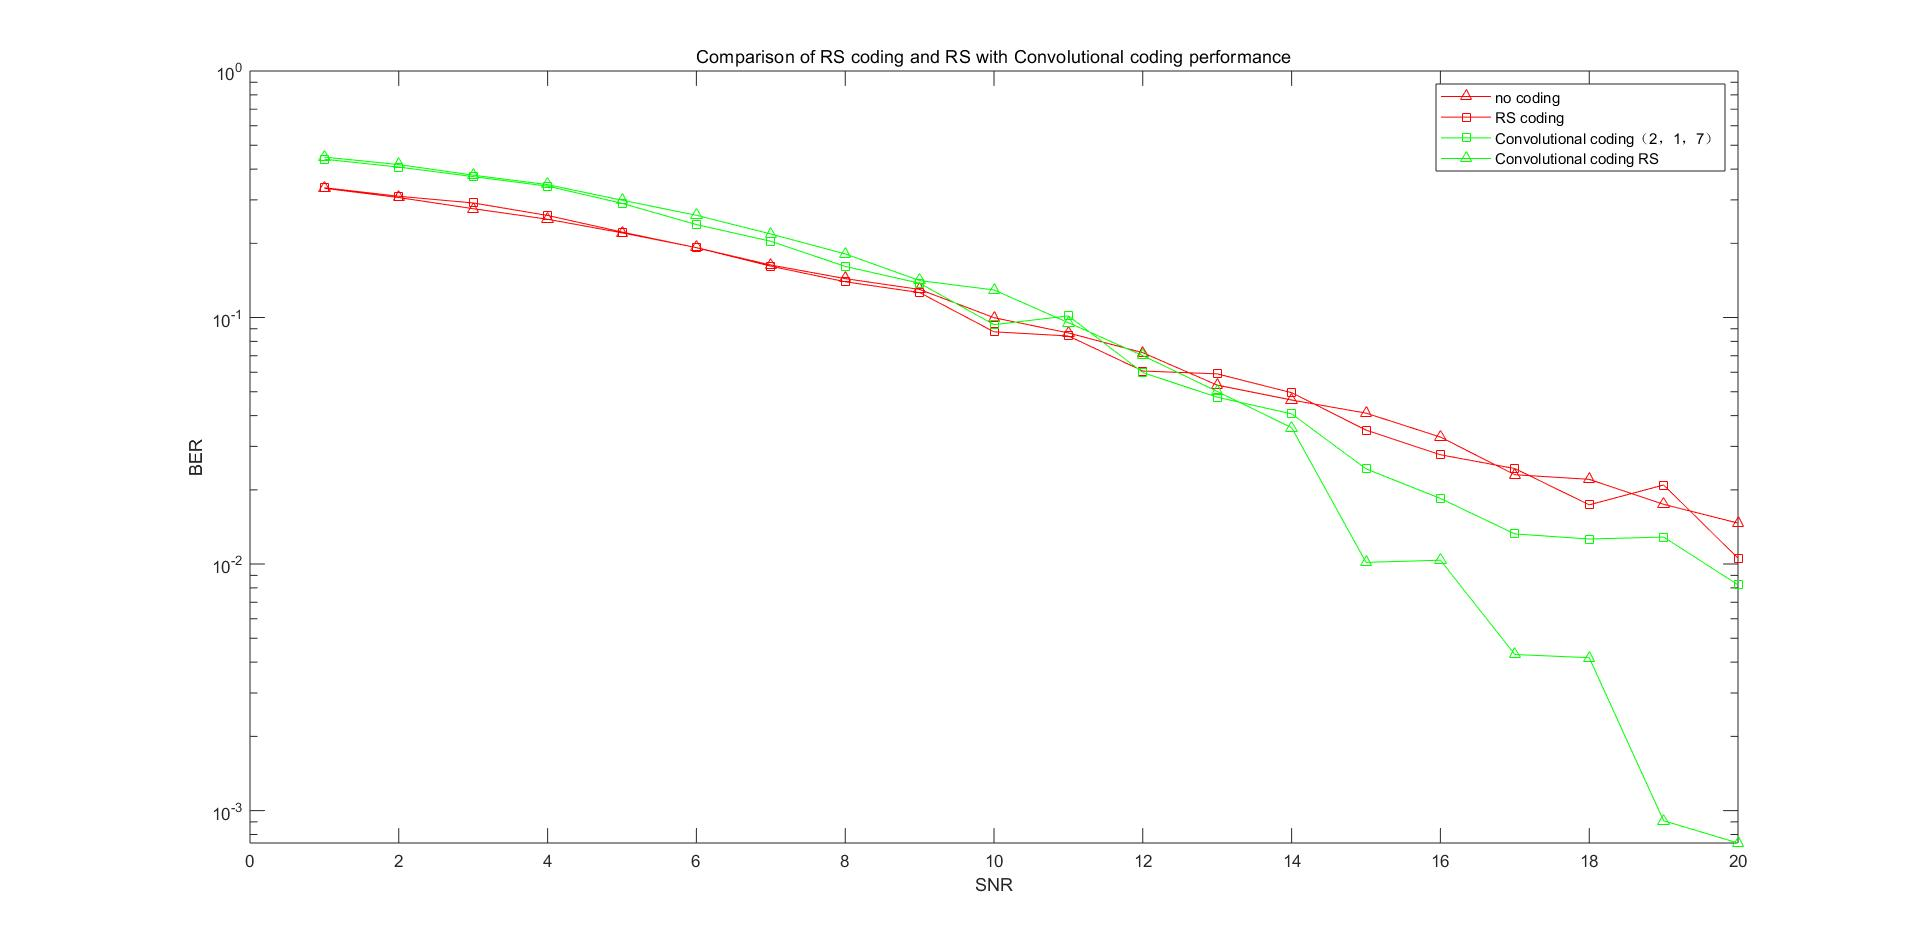 Comparison of RS coding and RS with Convolutional coding performance
10^0
no coding
RS coding
Convolutional coding（2，1，7）
Convolutional coding RS
10^-1
BER
10^-2
10^-3
0 2 4 6 8 10 12 14 16 18 20
SNR